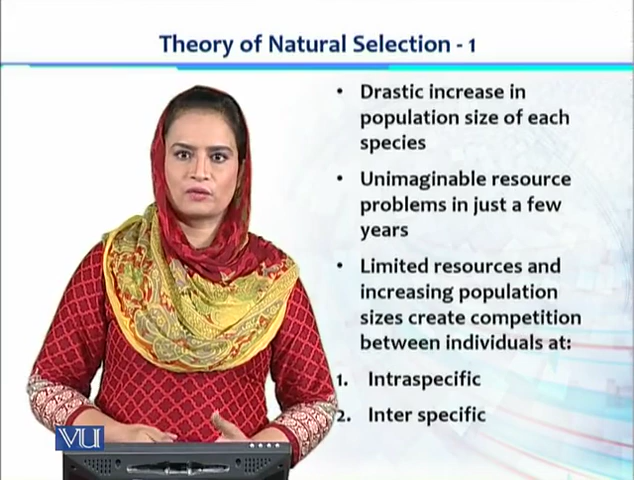 Theory of Natural Selection - 1
• Drastic increase in
population size of each
species
• Unimaginable resource
problems in just a few
years
• Limited resources and
increasing population
sizes create competition
between individuals at:
1. Intraspecific
2. Inter specific
VU